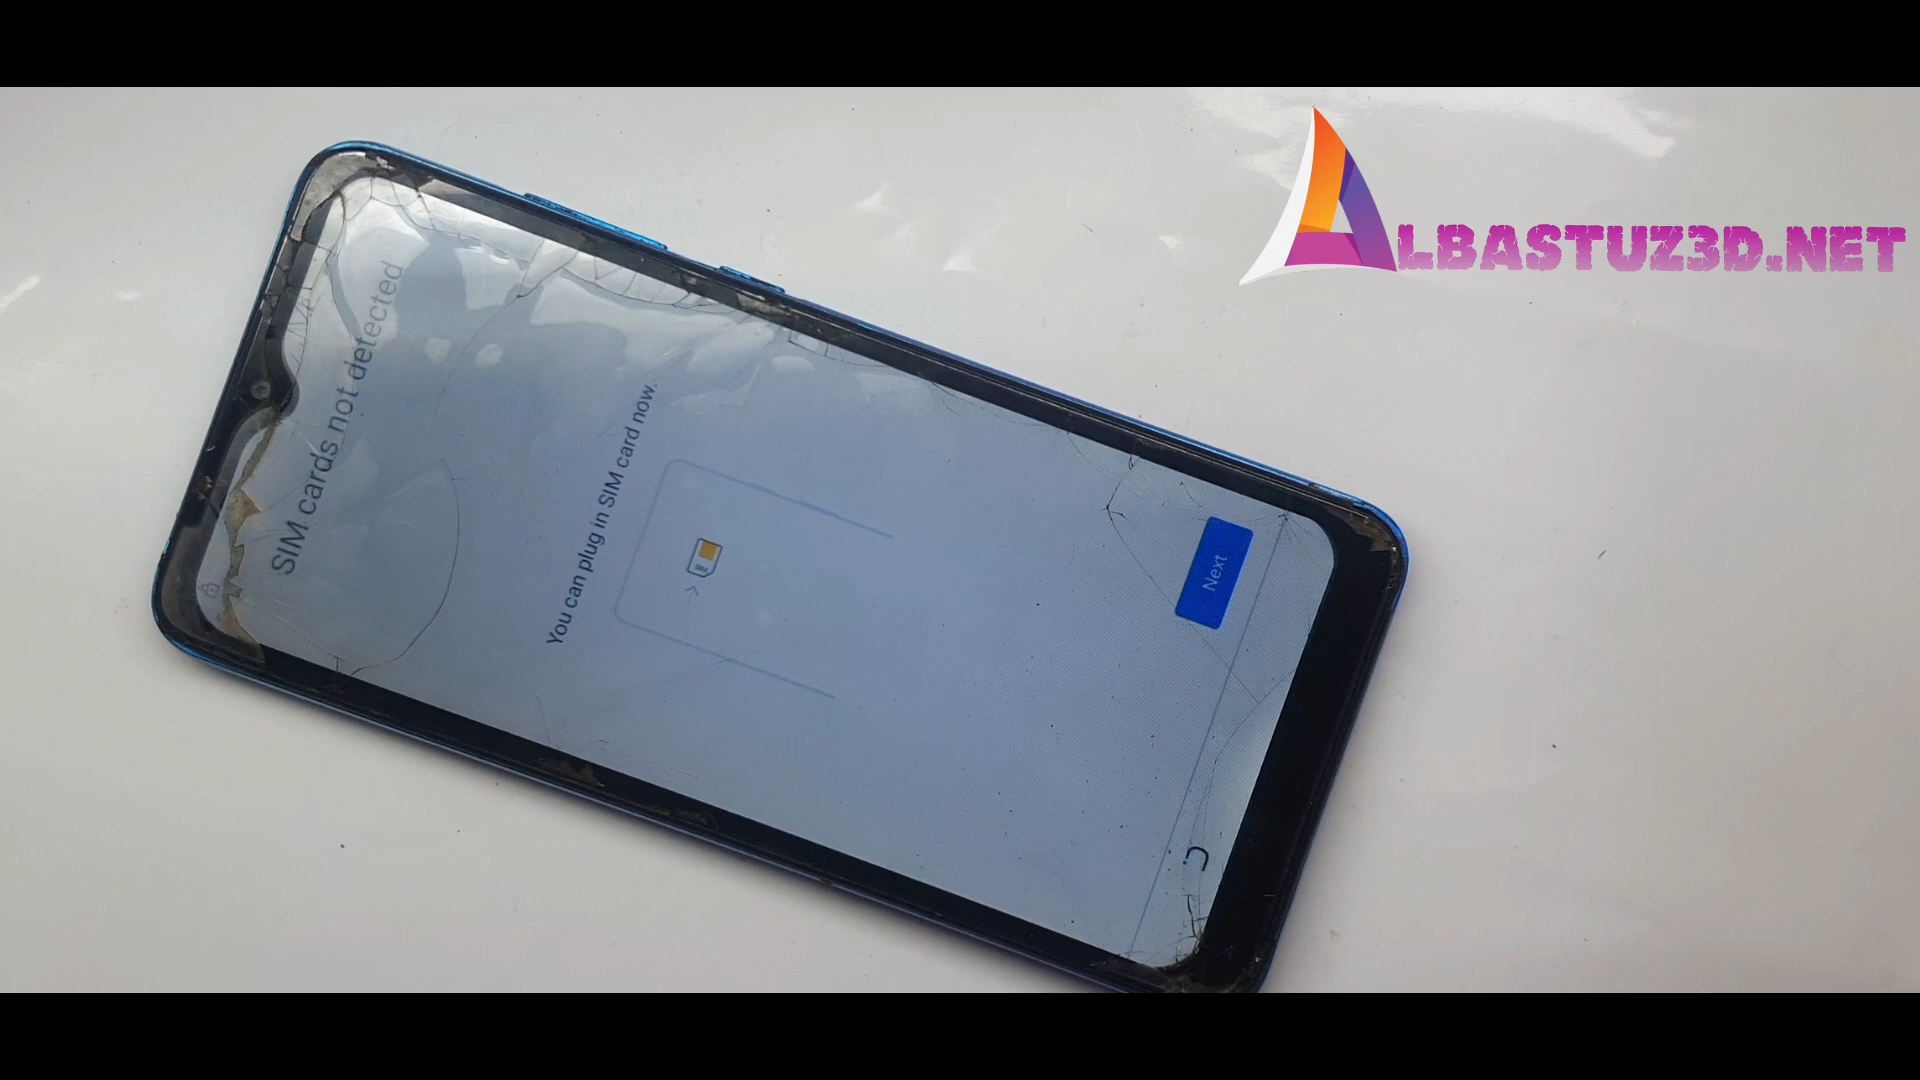 ALBASTUZ3D.NET
SIM cards not detected
You can plug in SIM card now.
Next